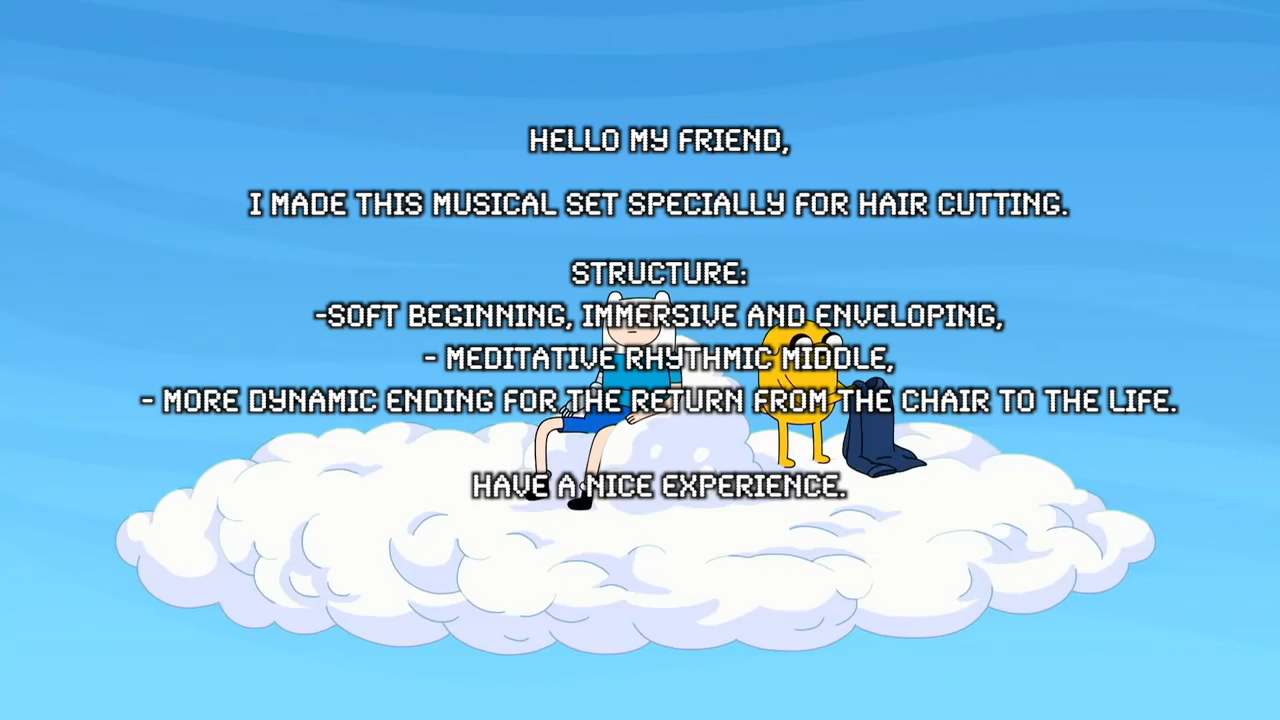 HELLO MY FRIEND,
I MADE THIS MUSICAL SET SPECIALLY FOR HAIR CUTTING.
STRUCTURE:
-SOFT BEGINNING, IMMERSIVE AND ENVELOPING,
- MEDITATIVE RHYTHMIC MIDDLE,
- MORE DYNAMIC ENDING FOR THE RETURN FROM THE CHAIR TO THE LIFE.
HAVE A NICE EXPERIENCE.